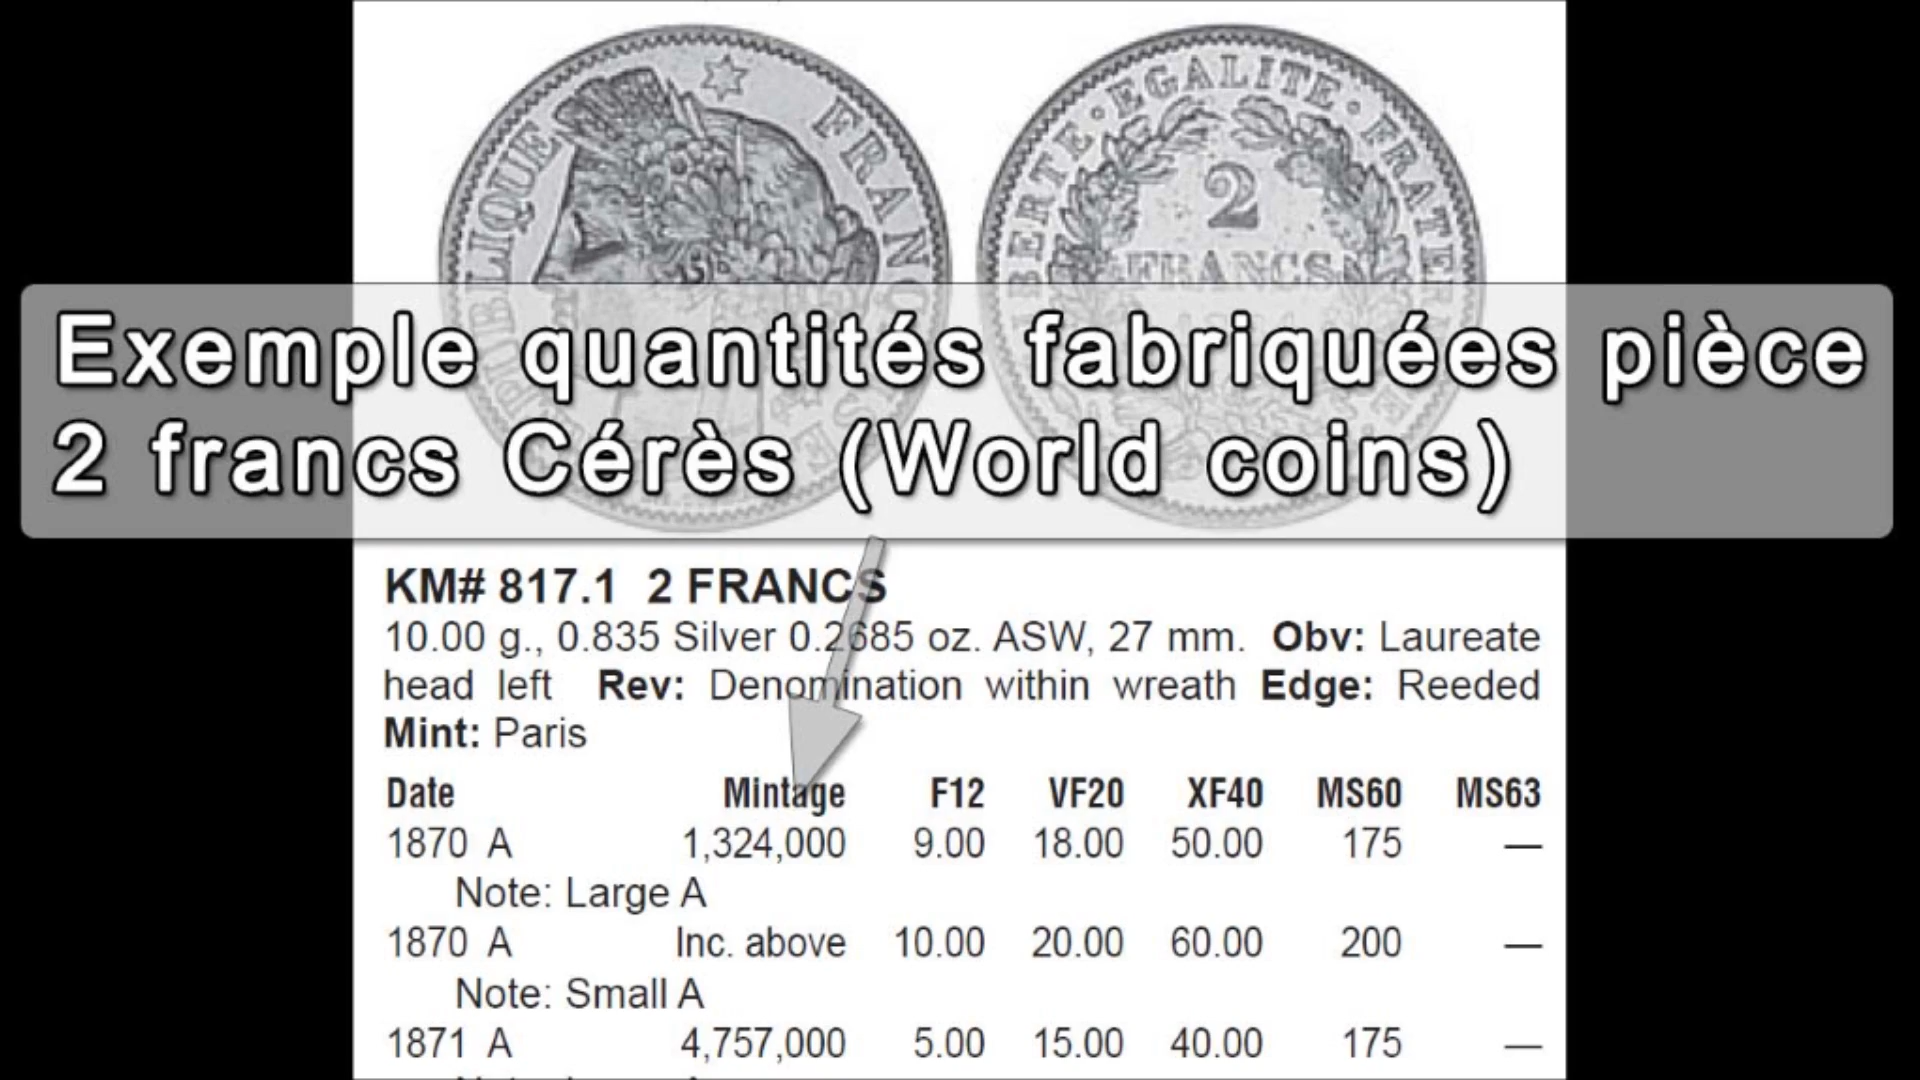 EGALITE
2
FRANCS
Exemple quantités fabriquées pièce
2 francs Cérès (World coins)
KM# 817.1 2 FRANCS
10.00 g., 0.835 Silver 0.2685 oz. ASW, 27 mm. Obv: Laureate
head left Rev: Denomination within wreath Edge: Reeded
Mint: Paris
Date Mintage F12 VF20 XF40 MS60 MS63
1870 A 1,324,000 9.00 18.00 50.00 175 —
Note: Large A
1870 A Inc. above 10.00 20.00 60.00 200 —
Note: Small A
1871 A 4,757,000 5.00 15.00 40.00 175 —